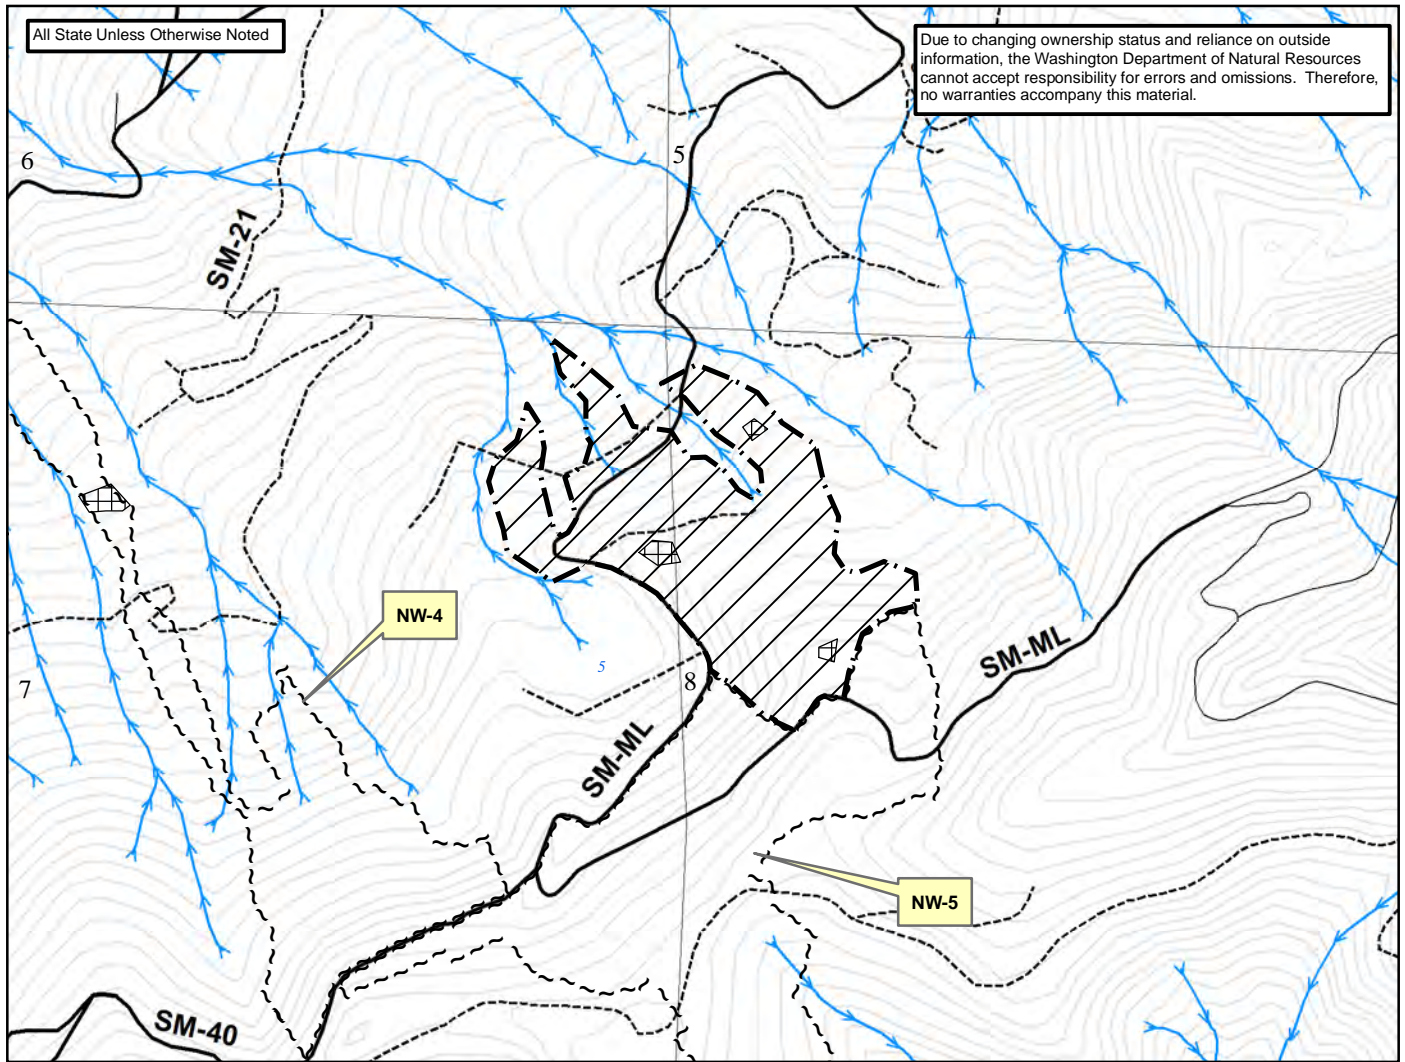 All State Unless Otherwise Noted
Due to changing ownership status and reliance on outside
information, the Washington Department of Natural Resources
cannot accept responsibility for errors and omissions.  Therefore,
no warranties accompany this material.
6
5
SM-21
NW-4
5
7
8
SM-ML
SM-ML
NW-5
SM-40